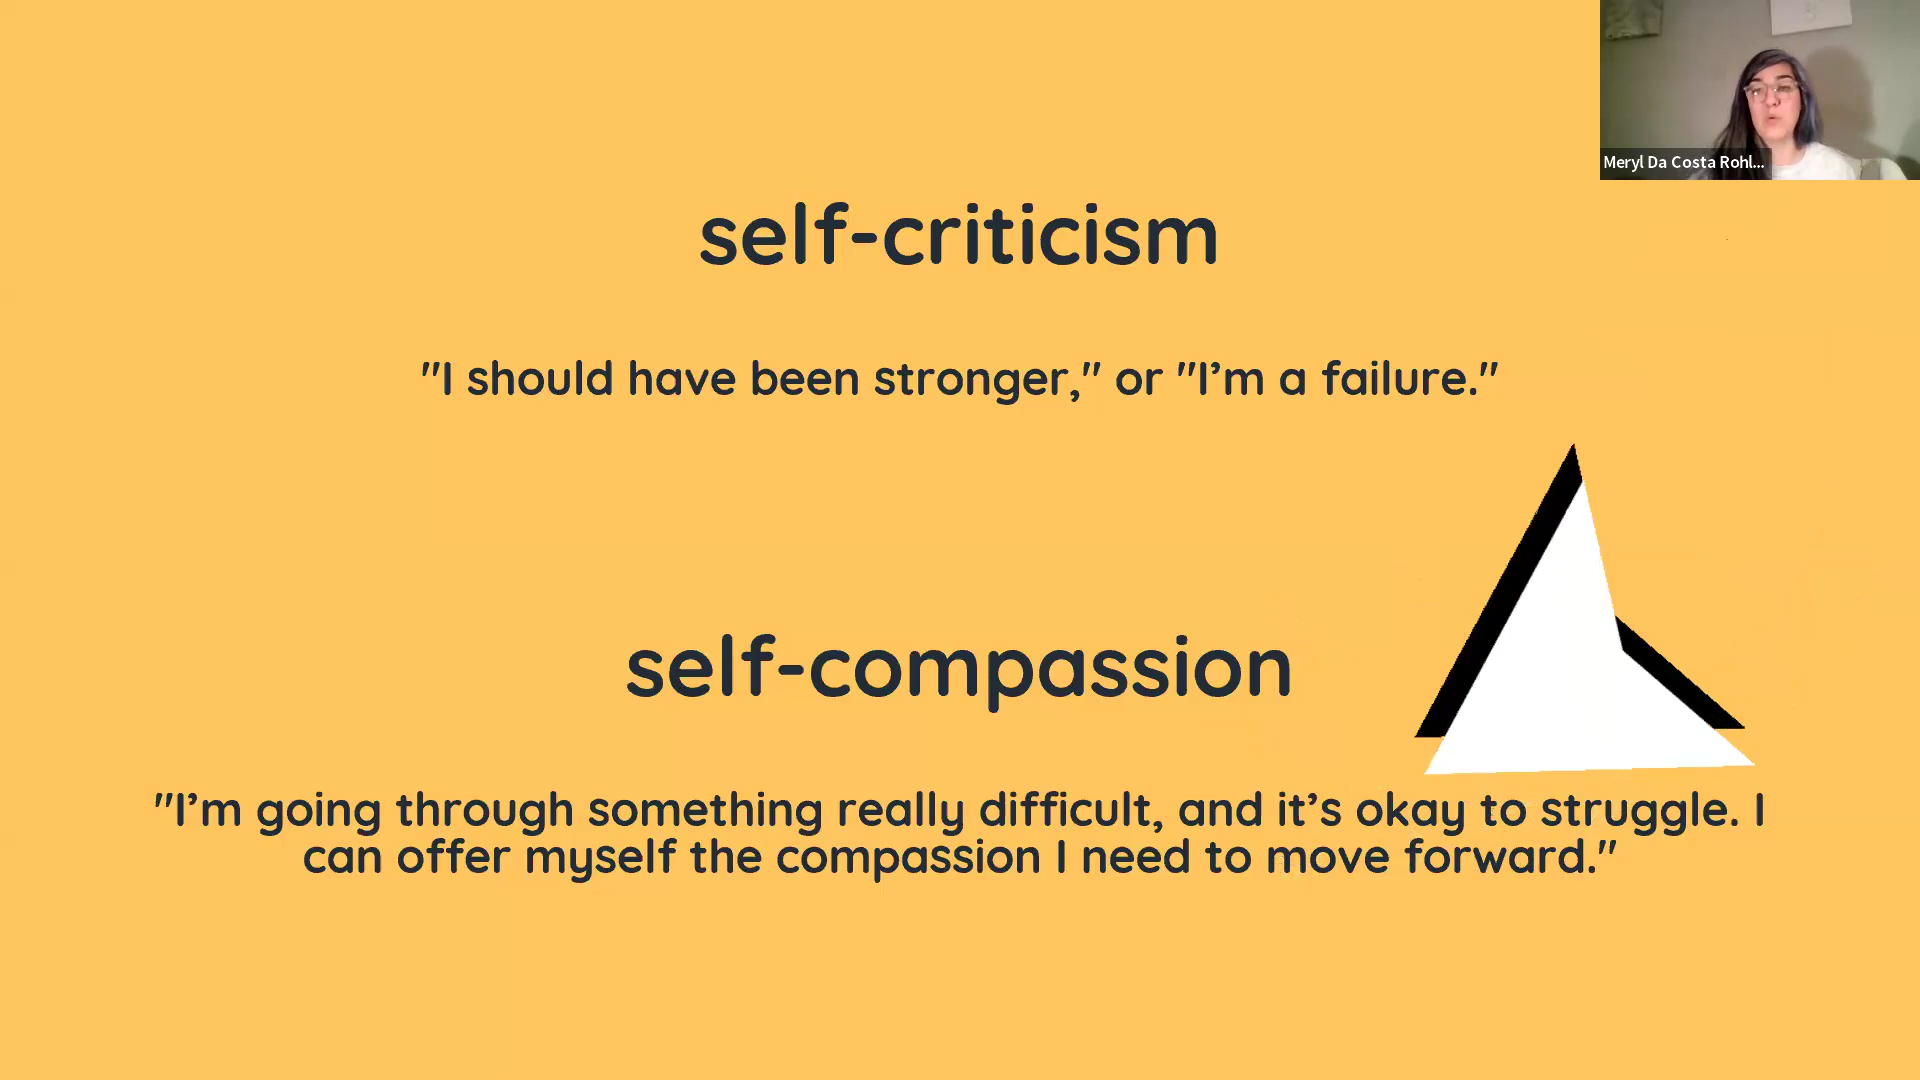 Meryl Da Costa Rohl...
self-criticism
"I should have been stronger," or "I’m a failure."
self-compassion
"I’m going through something really difficult, and it’s okay to struggle. I
can offer myself the compassion I need to move forward."